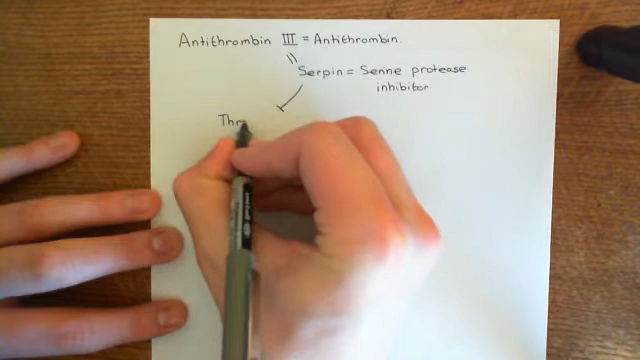 Antithrombin III = Antithrombin.
=
Serpin = Serine protease
inhibitor
Thr